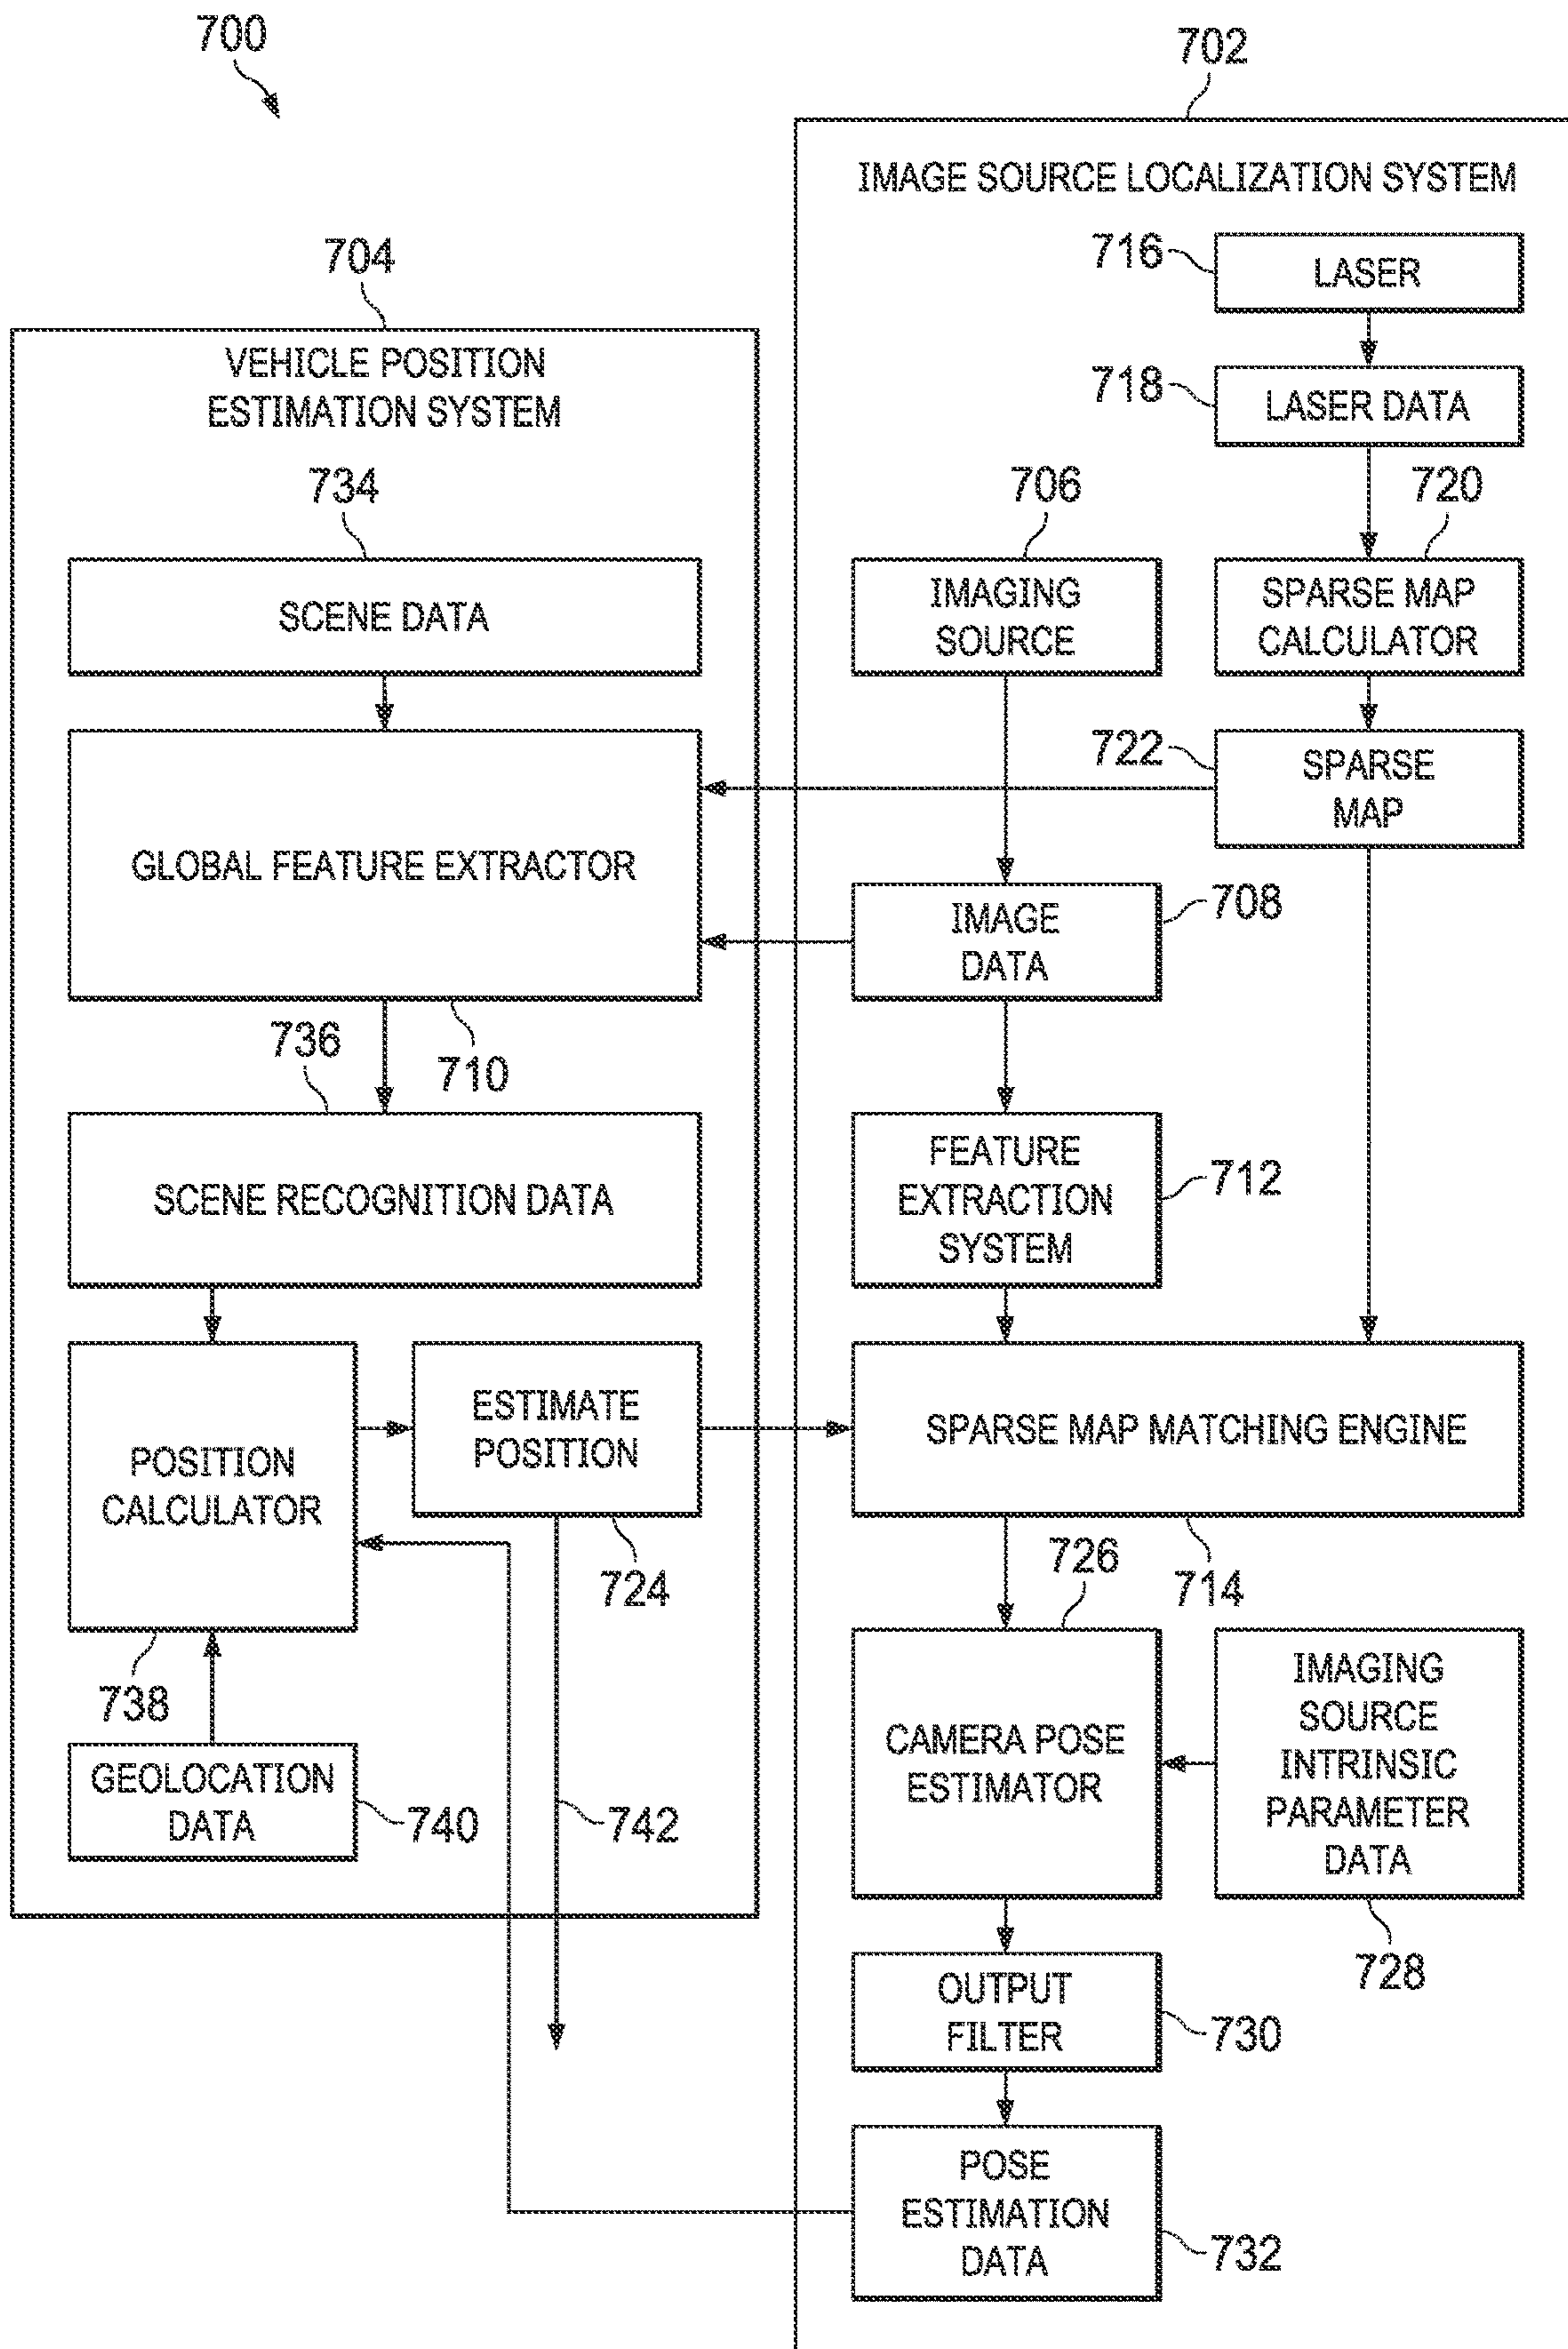 700
702
IMAGE SOURCE LOCALIZATION SYSTEM
716
LASER
704
VEHICLE POSITION
ESTIMATION SYSTEM
718
LASER DATA
734
706
720
SCENE DATA
IMAGING
SOURCE
SPARSE MAP
CALCULATOR
722
SPARSE
MAP
GLOBAL FEATURE EXTRACTOR
IMAGE
DATA
708
736
710
SCENE RECOGNITION DATA
FEATURE
EXTRACTION
SYSTEM
712
POSITION
CALCULATOR
ESTIMATE
POSITION
SPARSE MAP MATCHING ENGINE
724
726
714
738
CAMERA POSE
ESTIMATOR
IMAGING
SOURCE
INTRINSIC
PARAMETER
DATA
GEOLOCATION
DATA
740
742
728
OUTPUT
FILTER
730
POSE
ESTIMATION
DATA
732